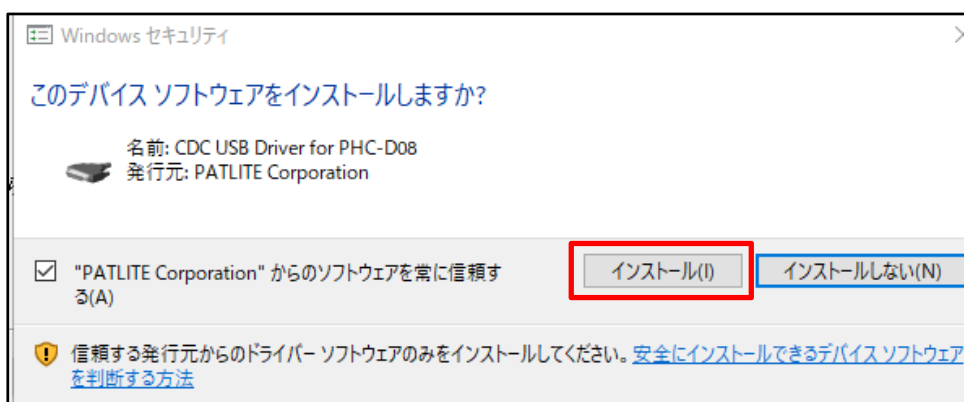 Windows セキュリティ
このデバイス ソフトウェアをインストールしますか?
名前: CDC USB Driver for PHC-D08
発行元: PATLITE Corporation
"PATLITE Corporation" からのソフトウェアを常に信頼す
る(A)
インストール(I)
インストールしない(N)
信頼する発行元からのドライバー ソフトウェアのみをインストールしてください。安全にインストールできるデバイス ソフトウェア
を判断する方法